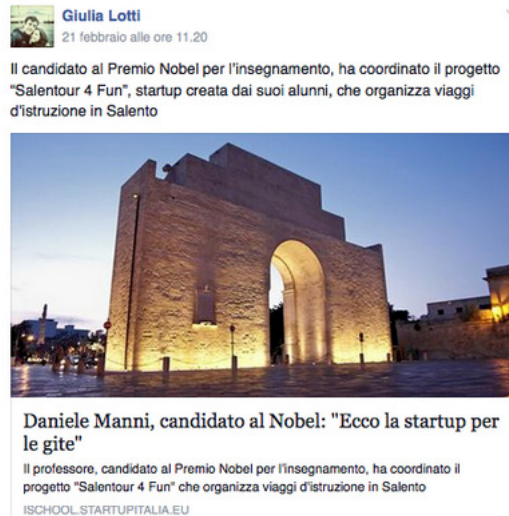 Giulia Lotti
21 febbraio alle ore 11.20
Il candidato al Premio Nobel per l'insegnamento, ha coordinato il progetto
"Salentour 4 Fun", startup creata dai suoi alunni, che organizza viaggi
d'istruzione in Salento
Daniele Manni, candidato al Nobel: "Ecco la startup per
le gite"
Il professore, candidato al Premio Nobel per l'insegnamento, ha coordinato il
progetto "Salentour 4 Fun" che organizza viaggi d'istruzione in Salento
ISCHOOL.STARTUPITALIA.EU